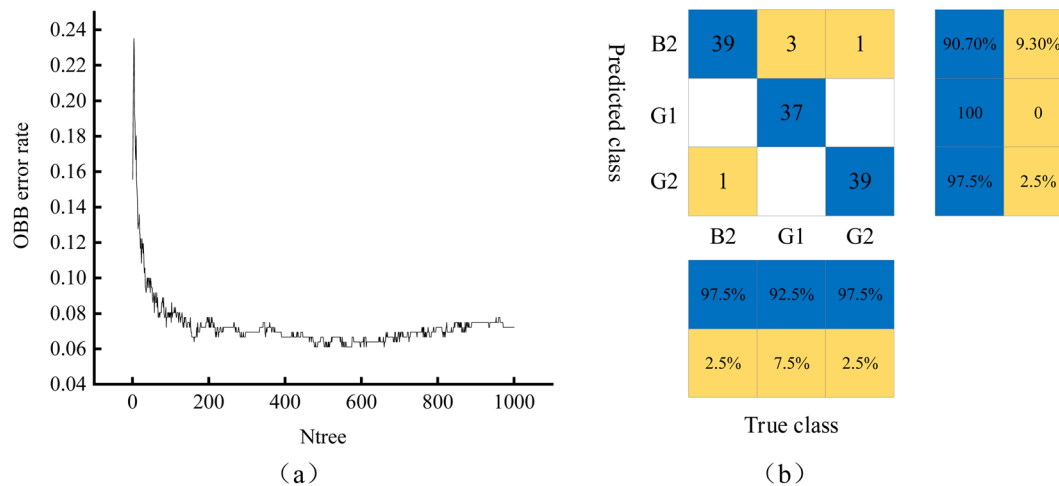 0.24
0.22
0.20
0.18
0.16
0.14
0.12
0.10
0.08
0.06
0.04
OBB error rate
0 200 400 600 800 1000
Ntree
(a)
Predicted class
B2 39 3 1 90.70% 9.30%
G1 37 100 0
G2 1 39 97.5% 2.5%
B2 G1 G2
97.5% 92.5% 97.5%
2.5% 7.5% 2.5%
True class
(b)